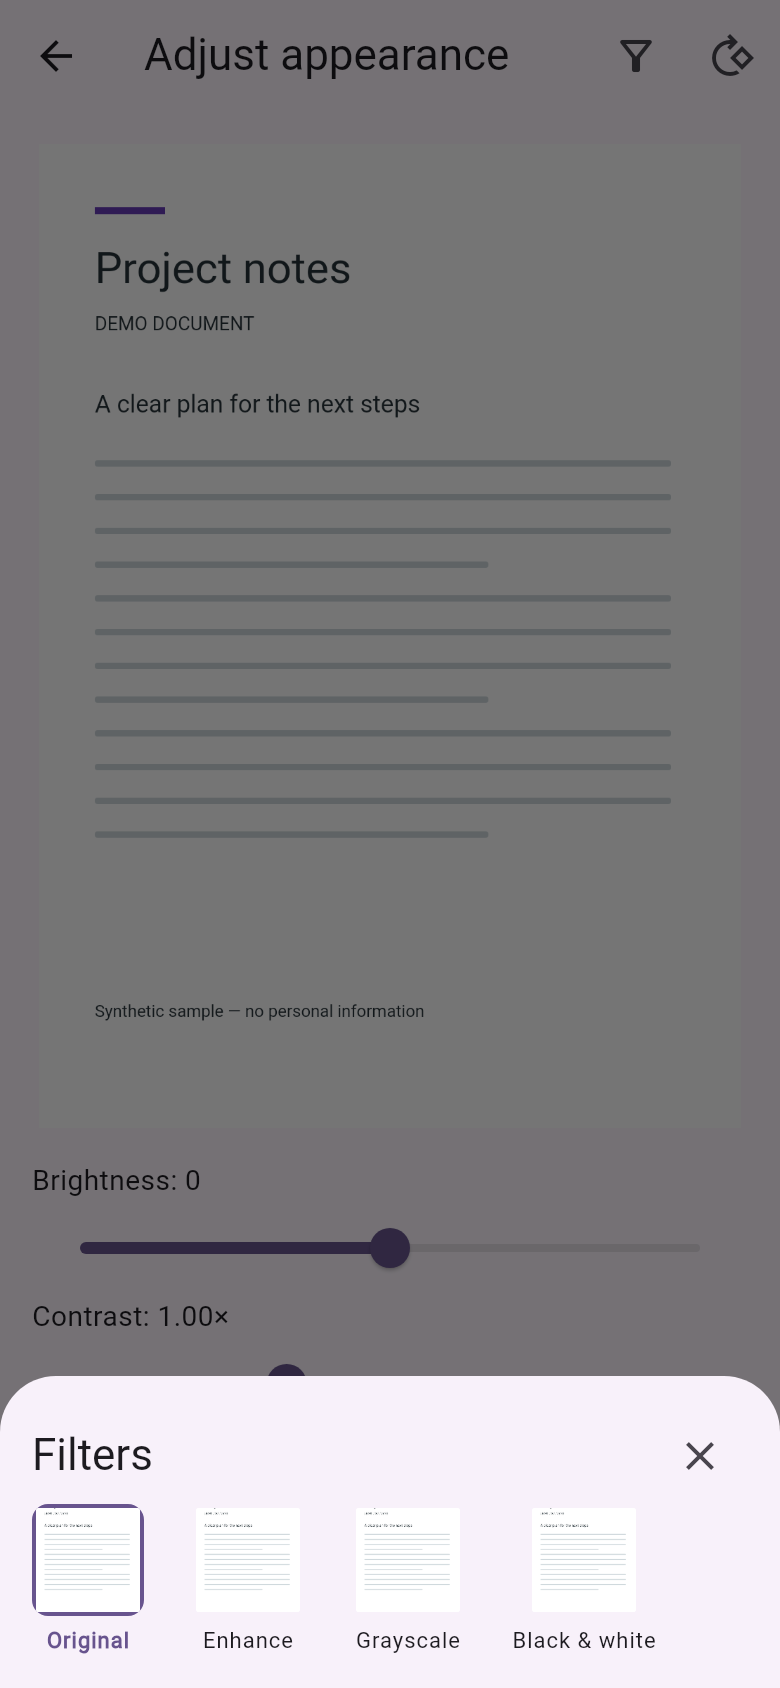 Adjust appearance
Project notes
DEMO DOCUMENT
A clear plan for the next steps
Synthetic sample — no personal information
Brightness: 0
Contrast: 1.00×
Filters
Original
Enhance
Grayscale
Black & white